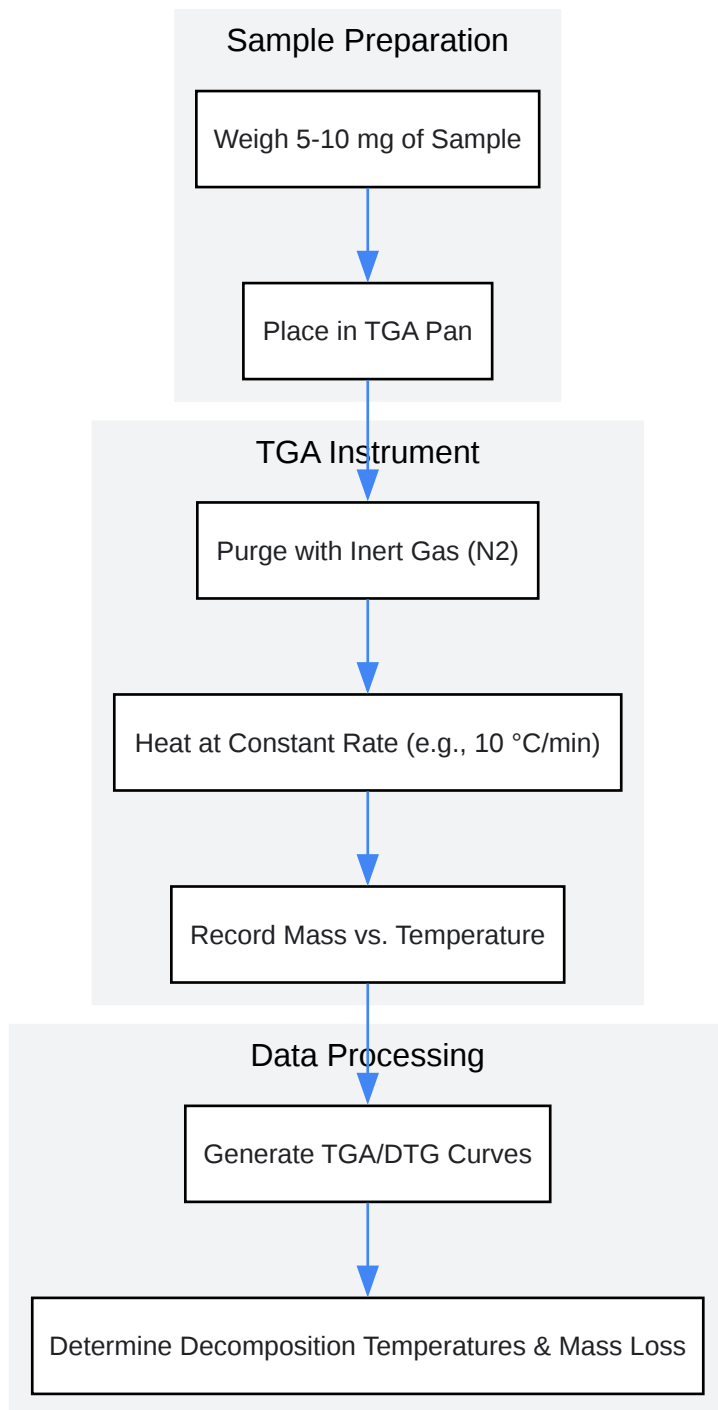 Sample Preparation
Weigh 5-10 mg of Sample
Place in TGA Pan
TGA Instrument
Purge with Inert Gas (N2)
Heat at Constant Rate (e.g., 10 °C/min)
Record Mass vs. Temperature
Data Processing
Generate TGA/DTG Curves
Determine Decomposition Temperatures & Mass Loss